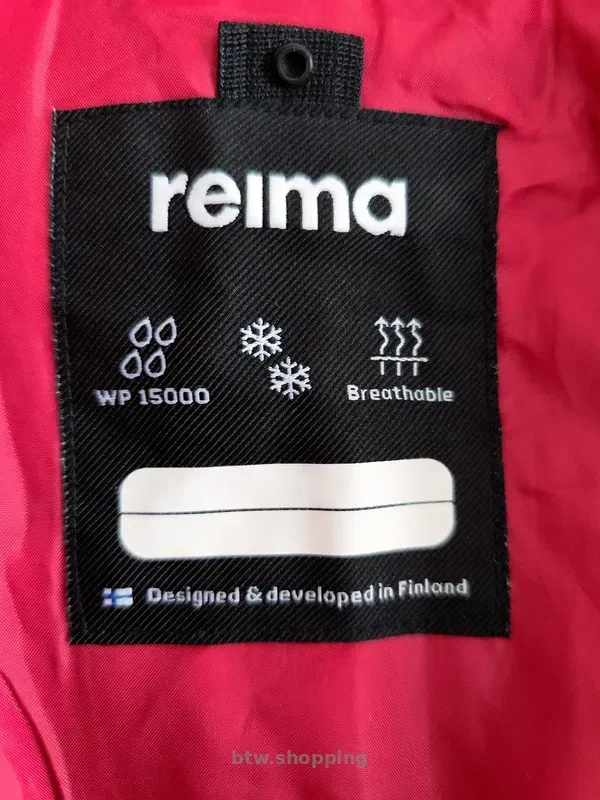 reima
WP 15000
Breathable
Designed & developed in Finland
btw.shopping